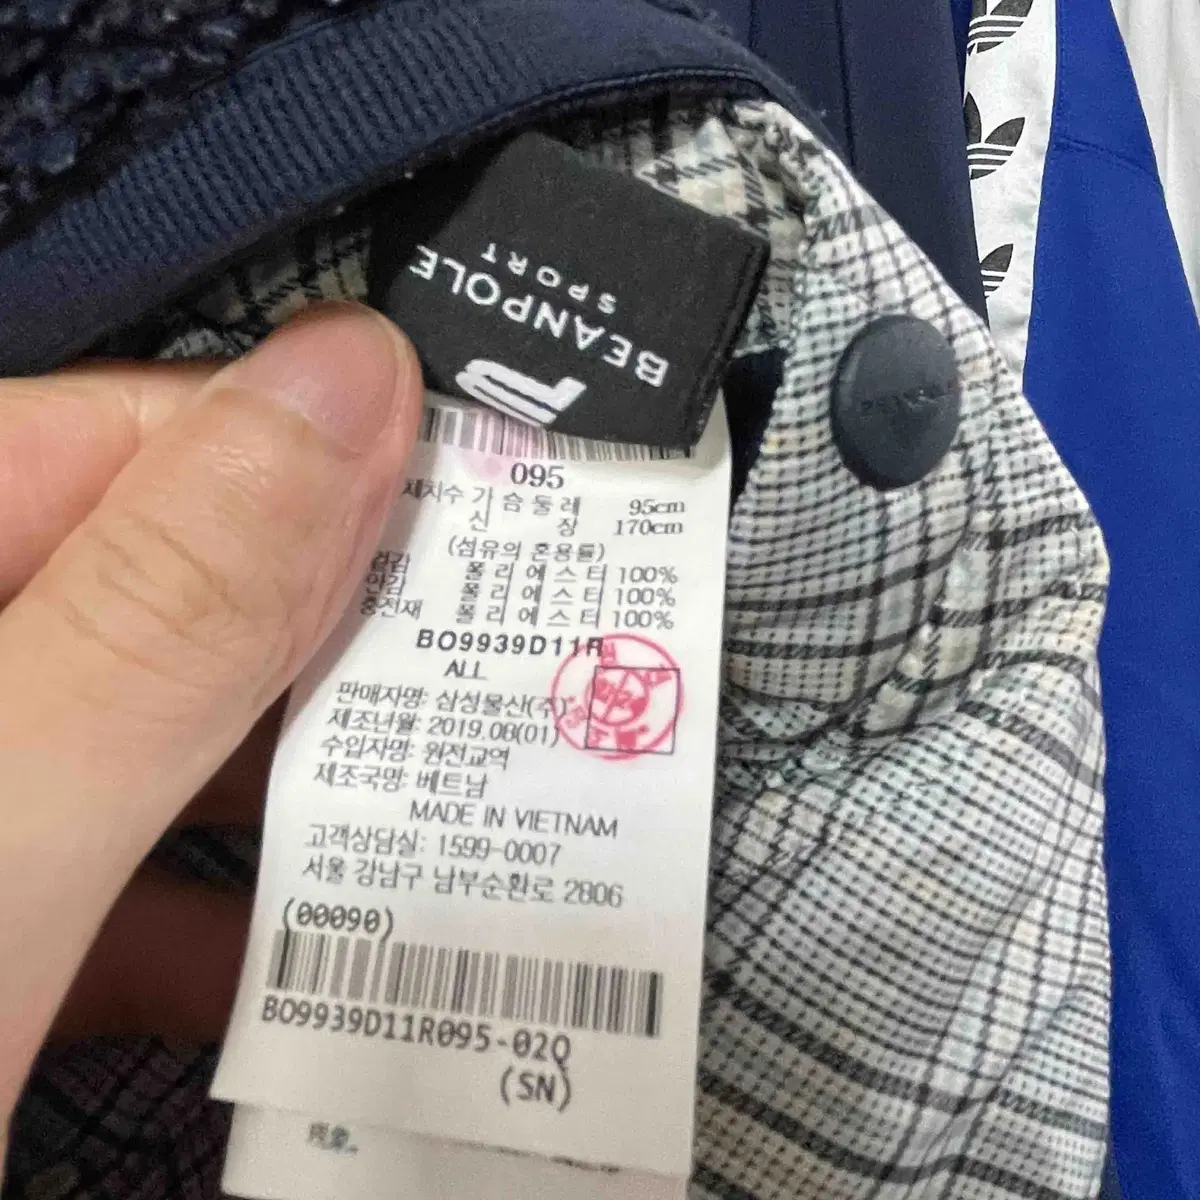 BEANPOLE
SPORT
095
체치수 가 슴 둘 레 95cm
신 장 170cm
(섬유의 혼용률)
겉감 폴 리 에 스 터 100%
안감 폴 리 에 스 터 100%
충전재 폴 리 에 스 터 100%
BO9939D11R
ALL
판매자명: 삼성물산(주)
제조년월: 2019.08(01)
수입자명: 원전교역
제조국명: 베트남
MADE IN VIETNAM
고객상담실: 1599-0007
서울 강남구 남부순환로 2806
(00090)
BO9939D11R095-02Q
(SN)